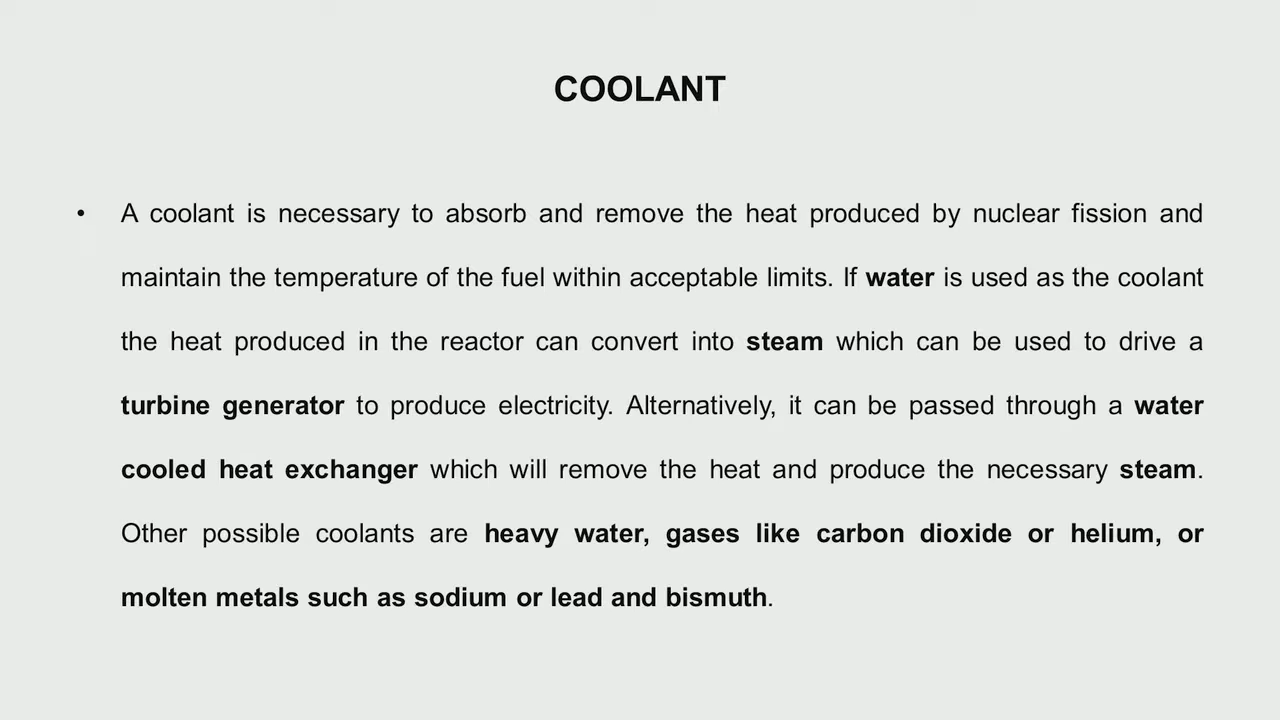 COOLANT
• A coolant is necessary to absorb and remove the heat produced by nuclear fission and
maintain the temperature of the fuel within acceptable limits. If water is used as the coolant
the heat produced in the reactor can convert into steam which can be used to drive a
turbine generator to produce electricity. Alternatively, it can be passed through a water
cooled heat exchanger which will remove the heat and produce the necessary steam.
Other possible coolants are heavy water, gases like carbon dioxide or helium, or
molten metals such as sodium or lead and bismuth.